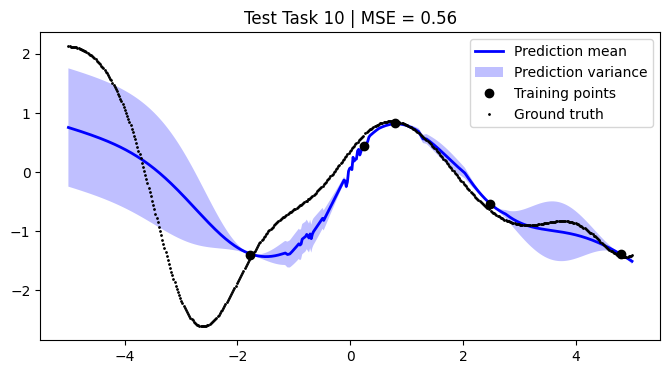 Test Task 10 | MSE = 0.56
Prediction mean
Prediction variance
Training points
Ground truth
2
1
0
−1
−2
−4
−2
0
2
4